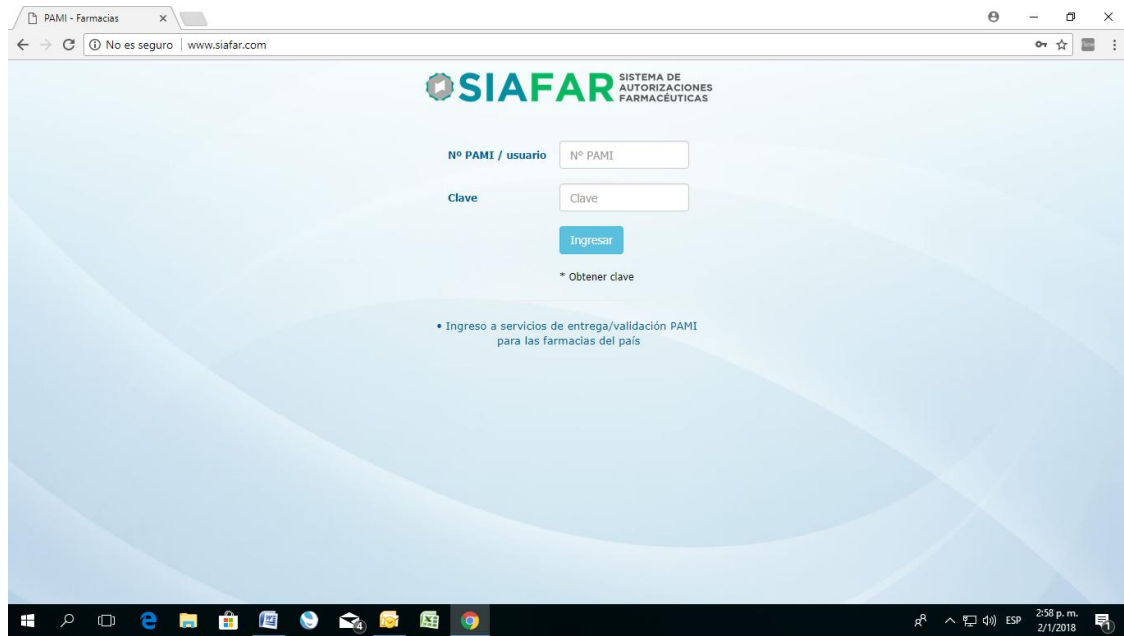 PAMI - Farmacias
No es seguro | www.siafar.com
SIAFAR SISTEMA DE
AUTORIZACIONES
FARMACÉUTICAS
Nº PAMI / usuario
Nº PAMI
Clave
Clave
Ingresar
* Obtener clave
• Ingreso a servicios de entrega/validación PAMI
para las farmacias del país
4
ESP
2:58 p. m.
2/1/2018
1